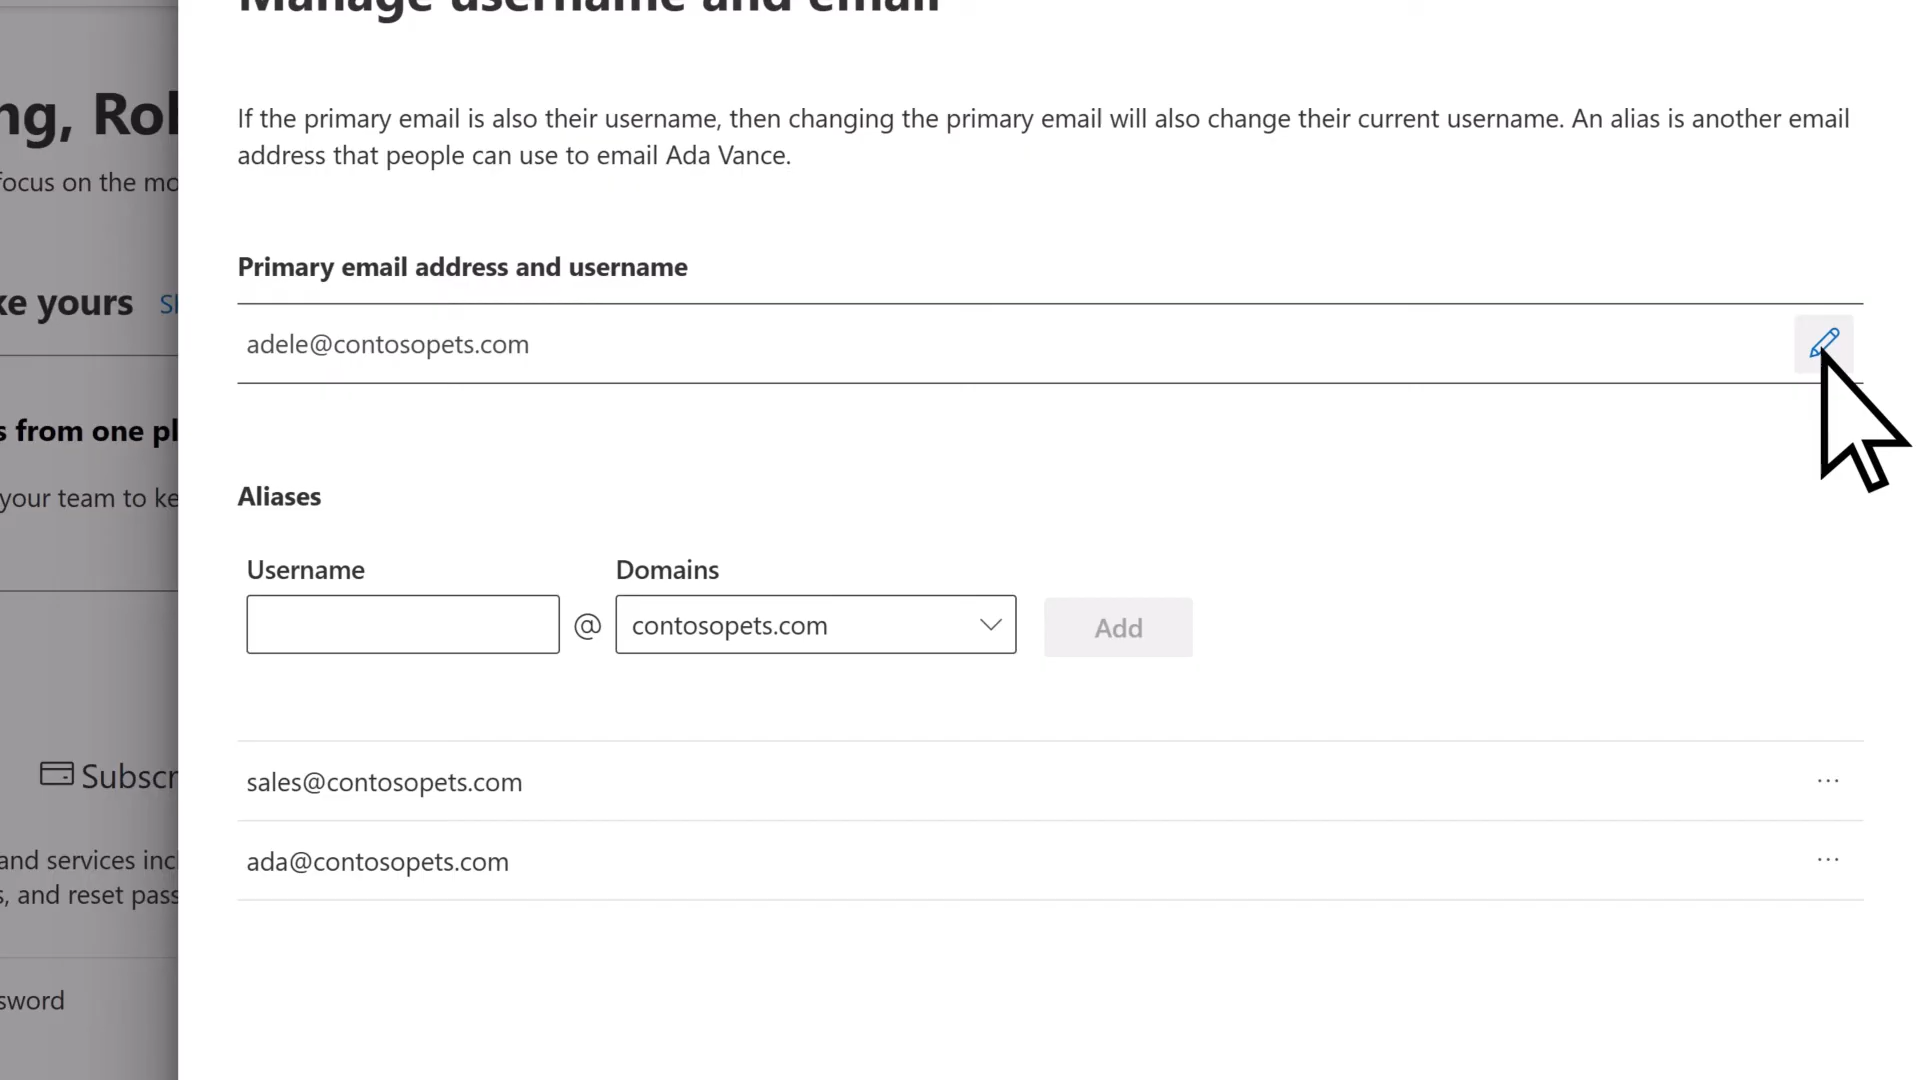 Manage username and email
ng, Rol
focus on the mo
ke yours
s from one pl
your team to ke
Subscr
and services incl
s, and reset pass
sword
If the primary email is also their username, then changing the primary email will also change their current username. An alias is another email
address that people can use to email Ada Vance.
Primary email address and username
adele@contosopets.com
Aliases
Username
Domains
@
contosopets.com
Add
sales@contosopets.com
...
ada@contosopets.com
...